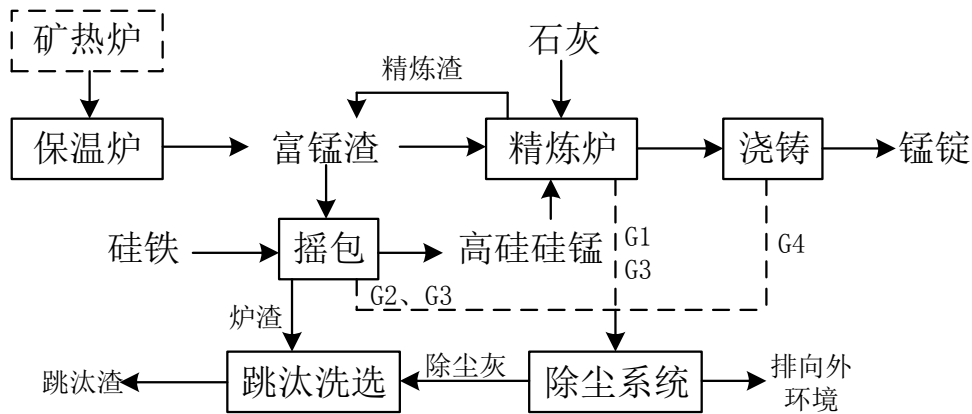 矿热炉
石灰
精炼渣
保温炉
富锰渣
精炼炉
浇铸
锰锭
硅铁
摇包
高硅硅锰
G1
G3
G4
G2、G3
炉渣
跳汰渣
跳汰洗选
除尘灰
除尘系统
排向外
环境